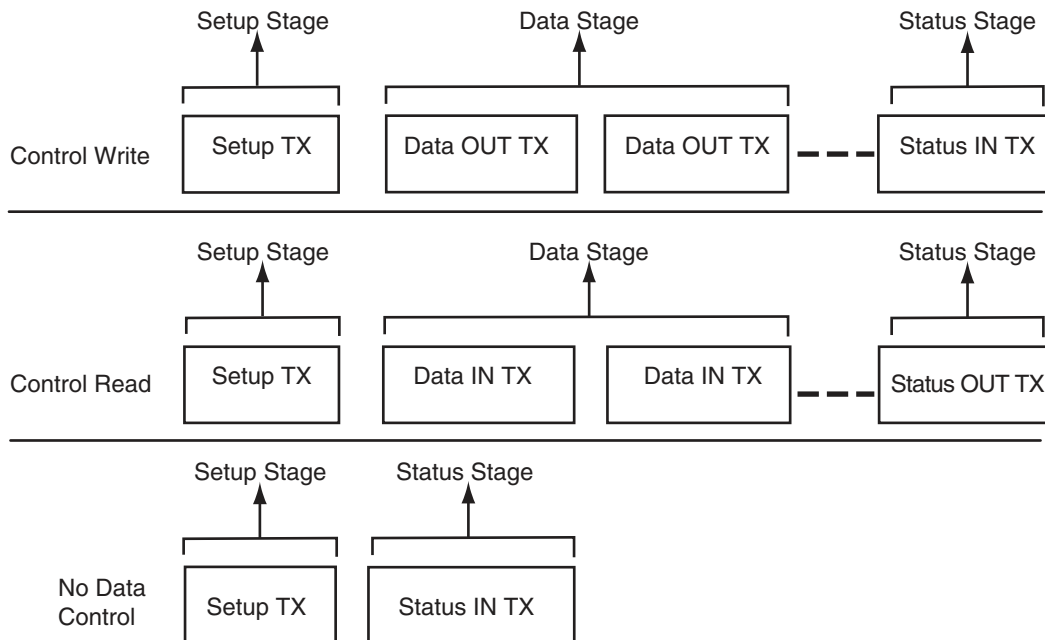 Setup Stage Data Stage Status Stage
Control Write Setup TX Data OUT TX Data OUT TX Status IN TX
Setup Stage Data Stage Status Stage
Control Read Setup TX Data IN TX Data IN TX Status OUT TX
Setup Stage Status Stage
No Data
Control
Setup TX Status IN TX